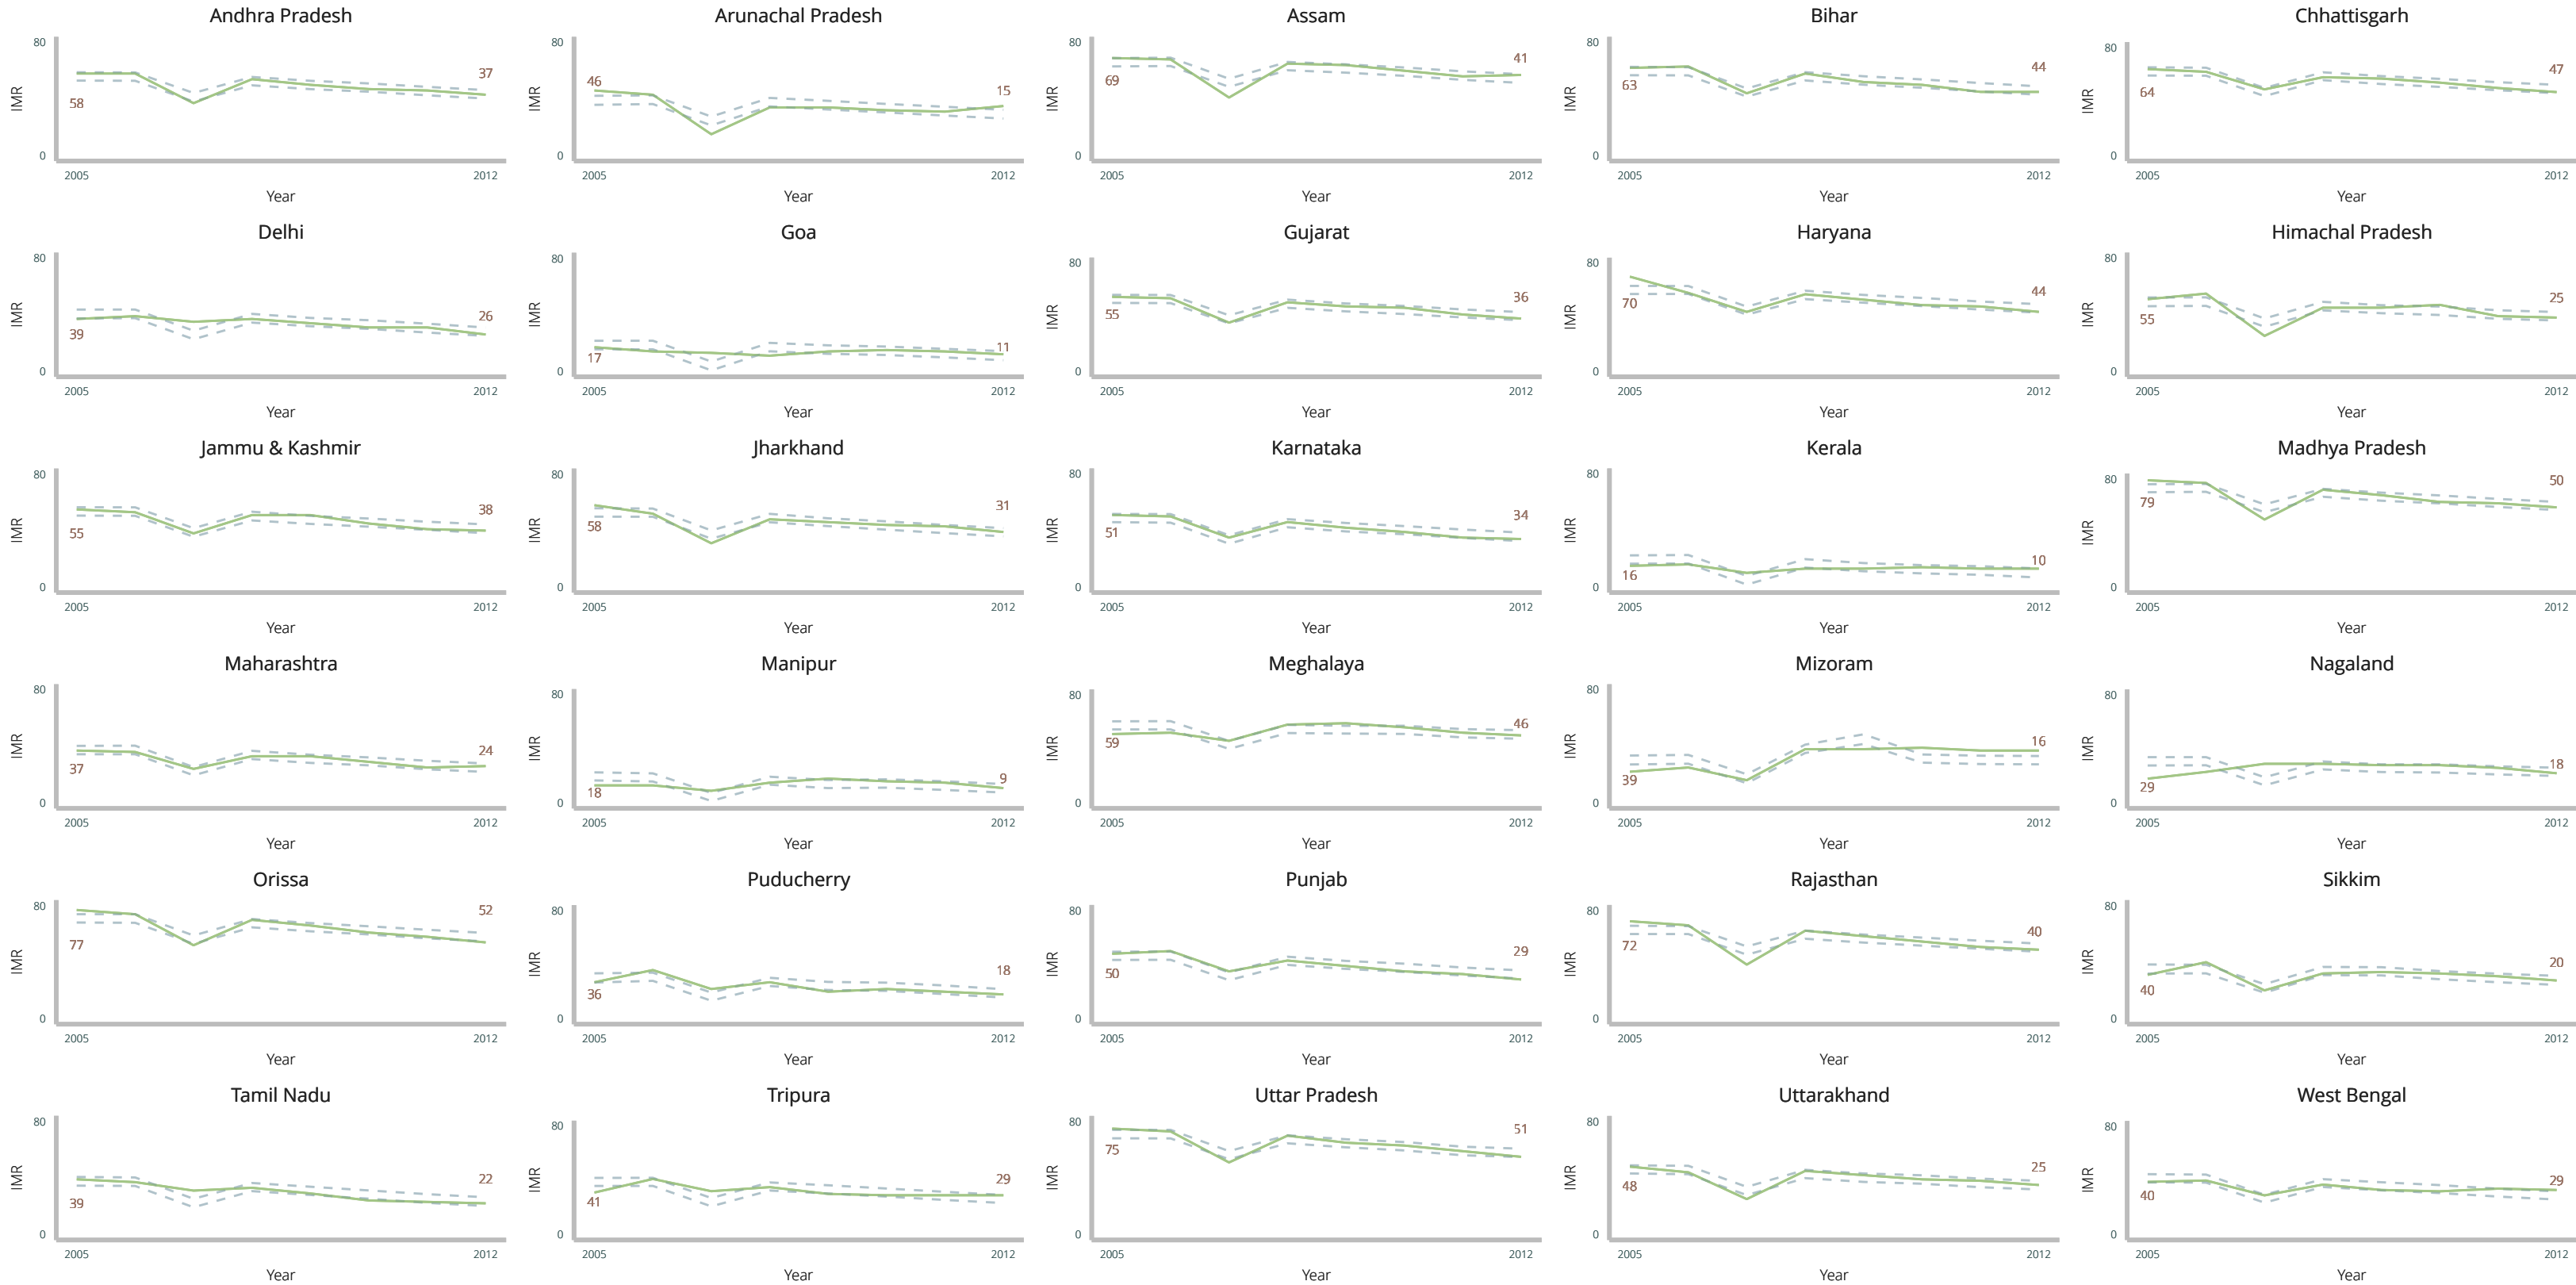 Andhra Pradesh
80
37
58
IMR
0
2005
2012
Year
Arunachal Pradesh
80
46
15
IMR
0
2005
2012
Year
Assam
80
41
69
IMR
0
2005
2012
Year
Bihar
80
44
63
IMR
0
2005
2012
Year
Chhattisgarh
80
47
64
IMR
0
2005
2012
Year
Delhi
80
26
39
IMR
0
2005
2012
Year
Goa
80
11
17
IMR
0
2005
2012
Year
Gujarat
80
36
55
IMR
0
2005
2012
Year
Haryana
80
44
70
IMR
0
2005
2012
Year
Himachal Pradesh
80
25
55
IMR
0
2005
2012
Year
Jammu & Kashmir
80
38
55
IMR
0
2005
2012
Year
Jharkhand
80
31
58
IMR
0
2005
2012
Year
Karnataka
80
34
51
IMR
0
2005
2012
Year
Kerala
80
10
16
IMR
0
2005
2012
Year
Madhya Pradesh
80
50
79
IMR
0
2005
2012
Year
Maharashtra
80
24
37
IMR
0
2005
2012
Year
Manipur
80
9
18
IMR
0
2005
2012
Year
Meghalaya
80
46
59
IMR
0
2005
2012
Year
Mizoram
80
16
39
IMR
0
2005
2012
Year
Nagaland
80
18
29
IMR
0
2005
2012
Year
Orissa
80
52
77
IMR
0
2005
2012
Year
Puducherry
80
18
36
IMR
0
2005
2012
Year
Punjab
80
29
50
IMR
0
2005
2012
Year
Rajasthan
80
40
72
IMR
0
2005
2012
Year
Sikkim
80
20
40
IMR
0
2005
2012
Year
Tamil Nadu
80
22
39
IMR
0
2005
2012
Year
Tripura
80
29
41
IMR
0
2005
2012
Year
Uttar Pradesh
80
51
75
IMR
0
2005
2012
Year
Uttarakhand
80
25
48
IMR
0
2005
2012
Year
West Bengal
80
29
40
IMR
0
2005
2012
Year